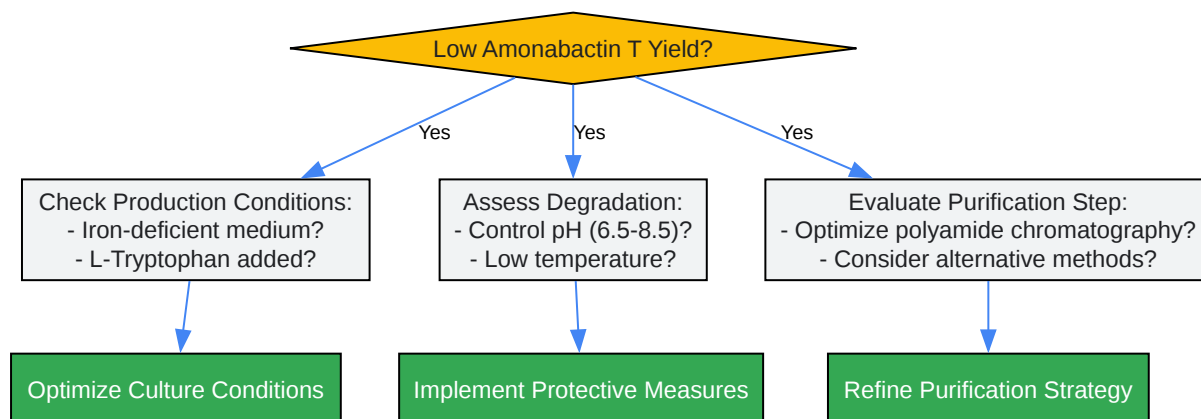 Low Amonabactin T Yield?
Yes
Yes
Yes
Check Production Conditions:
- Iron-deficient medium?
- L-Tryptophan added?
Assess Degradation:
- Control pH (6.5-8.5)?
- Low temperature?
Evaluate Purification Step:
- Optimize polyamide chromatography?
- Consider alternative methods?
Optimize Culture Conditions
Implement Protective Measures
Refine Purification Strategy